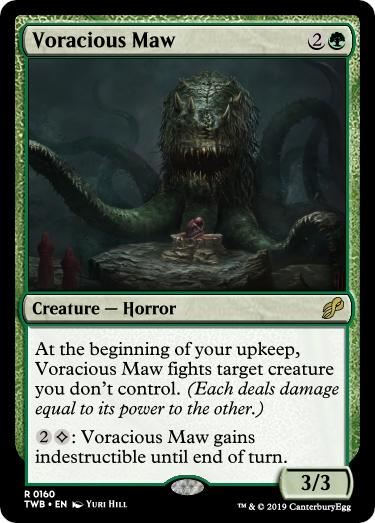 Voracious Maw 2
Creature — Horror
At the beginning of your upkeep,
Voracious Maw fights target creature
you don't control. (Each deals damage
equal to its power to the other.)
2 : Voracious Maw gains
indestructible until end of turn.
3/3
R 0160
TWB • EN Yuri Hill
™ & © 2019 CanterburyEgg